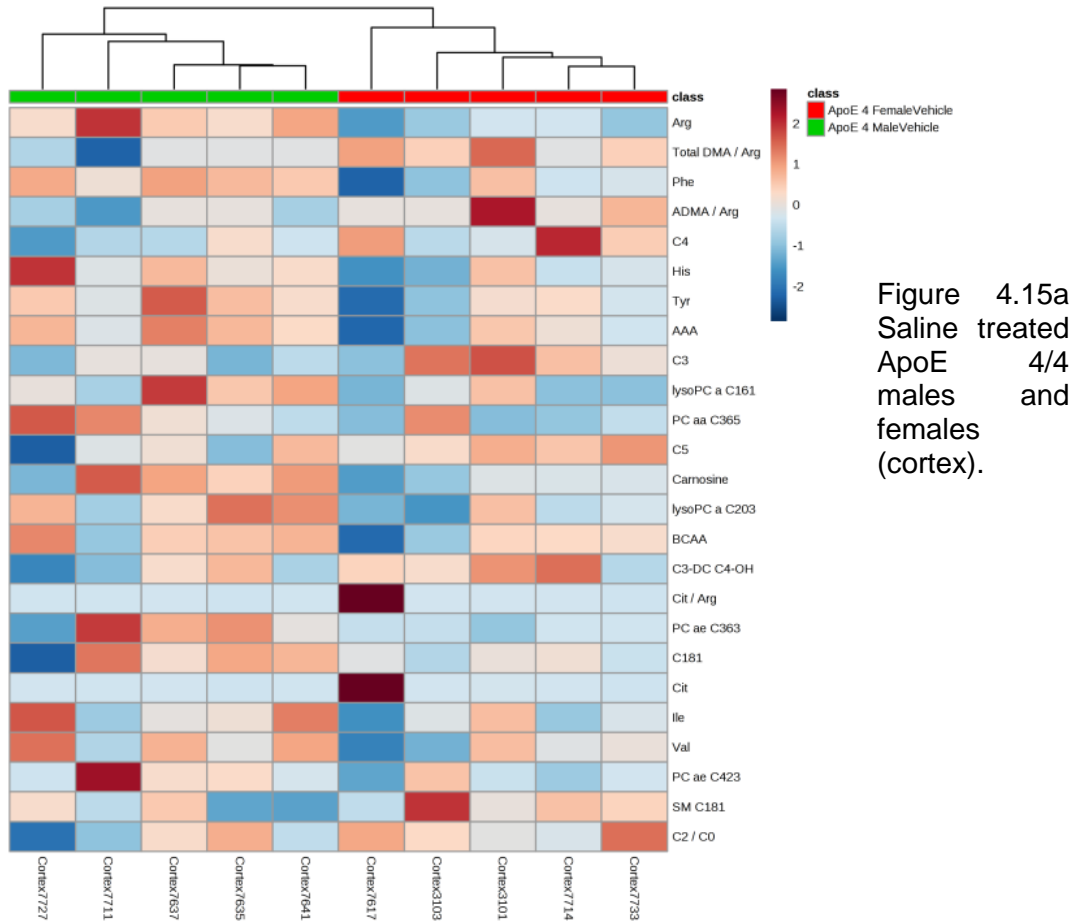 class
Arg
Total DMA / Arg
Phe
ADMA / Arg
C4
His
Tyr
AAA
C3
lysoPC a C161
PC aa C365
C5
Carnosine
lysoPC a C203
BCAA
C3-DC C4-OH
Cit / Arg
PC ae C363
C181
Cit
Ile
Val
PC ae C423
SM C181
C2 / C0
Cortex7727
Cortex7711
Cortex7637
Cortex7635
Cortex7641
Cortex7617
Cortex3103
Cortex3101
Cortex7714
Cortex7733
2
1
0
-1
-2
class
ApoE 4 FemaleVehicle
ApoE 4 MaleVehicle
Figure 4.15a
Saline treated
ApoE 4/4
males and
females
(cortex).